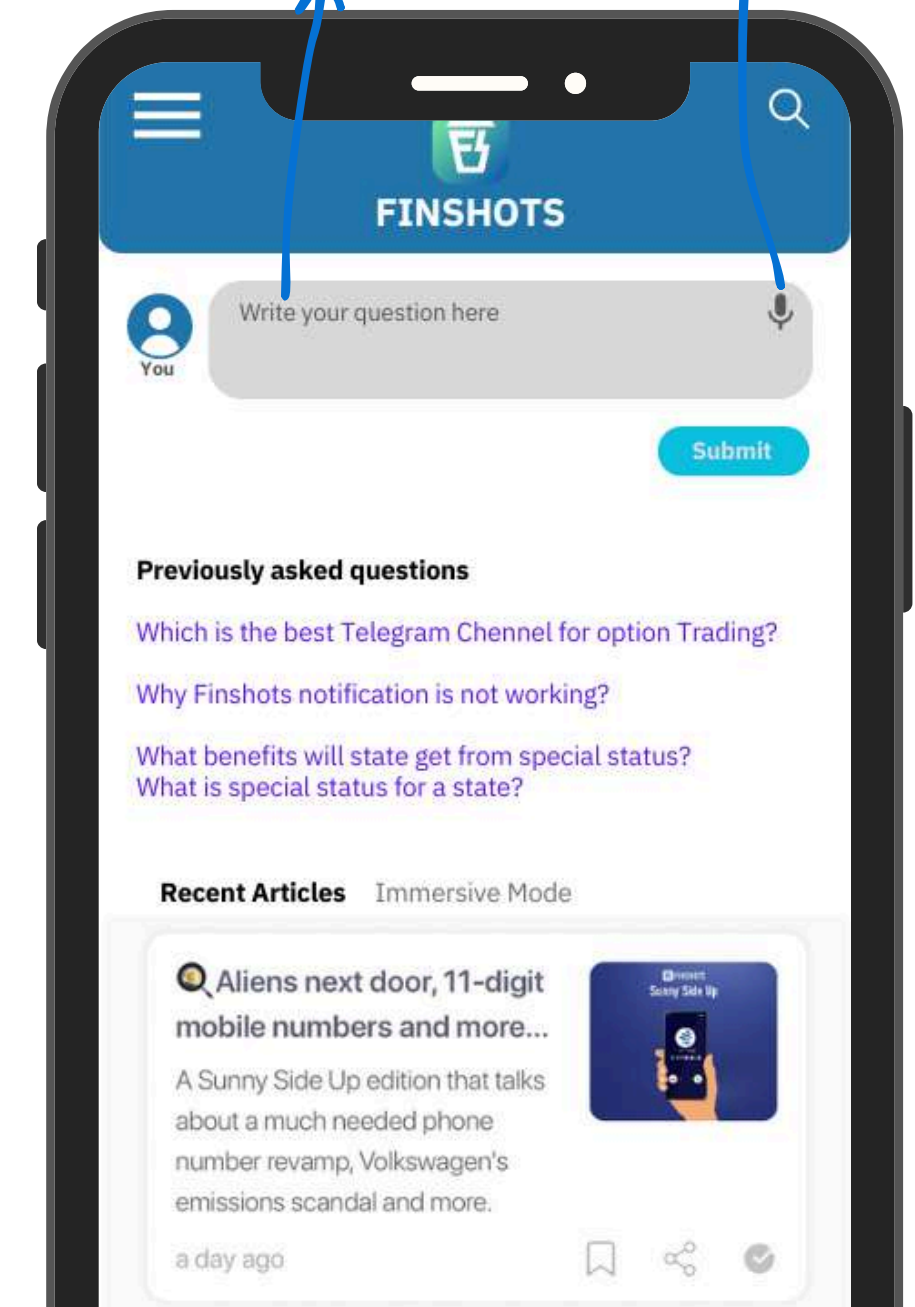 FINSHOTS
Write your question here
You
Submit
Previously asked questions
Which is the best Telegram Chennel for option Trading?
Why Finshots notification is not working?
What benefits will state get from special status?
What is special status for a state?
Recent Articles Immersive Mode
Aliens next door, 11-digit
mobile numbers and more...
Sunny Side Up
A Sunny Side Up edition that talks
about a much needed phone
number revamp, Volkswagen's
emissions scandal and more.
a day ago